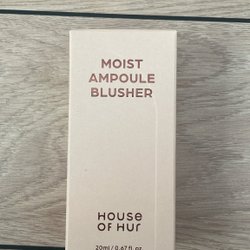 MOIST
AMPOULE
BLUSHER
HOUSE
OF HUR
20ml / 0.67 fl. oz